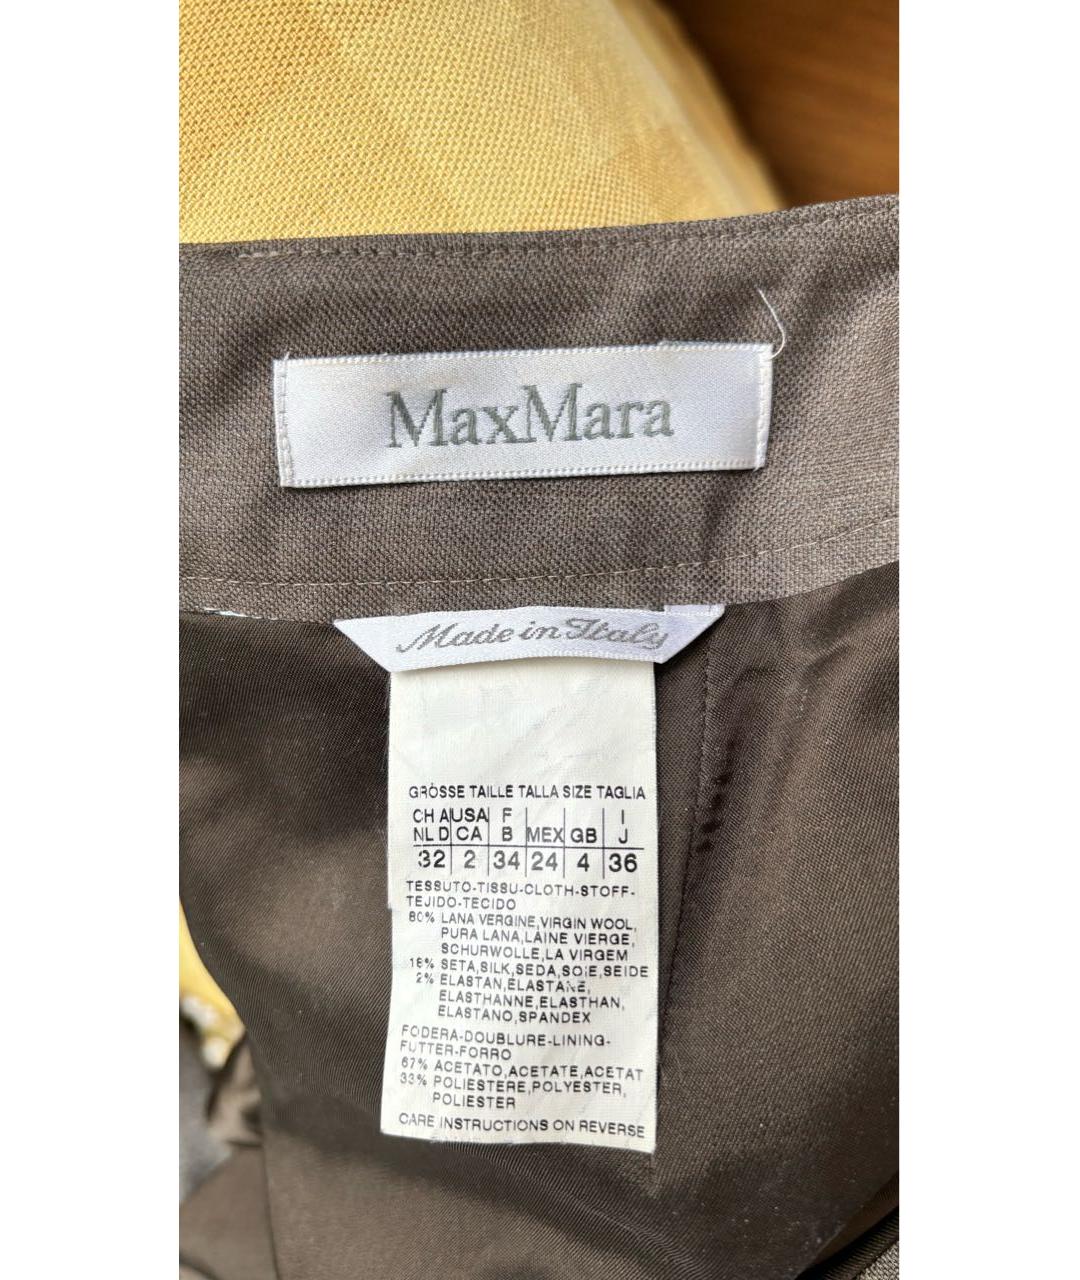 MaxMara
Made in Italy
GRÖSSE TAILLE TALLA SIZE TAGLIA
CH A USA F I
NL D CA B MEX GB J
32 2 34 24 4 36
TESSUTO-TISSU-CLOTH-STOFF-
TEJIDO-TECIDO
80% LANA VERGINE,VIRGIN WOOL,
PURA LANA,LAINE VIERGE,
SCHURWOLLE,LA VIRGEM
18% SETA,SILK,SEDA,SOIE,SEIDE
2% ELASTAN,ELASTANE,
ELASTHANNE,ELASTHAN,
ELASTANO,SPANDEX
FODERA-DOUBLURE-LINING-
FUTTER-FORRO
67% ACETATO,ACETATE,ACETAT
33% POLIESTERE,POLYESTER,
POLIESTER
CARE INSTRUCTIONS ON REVERSE